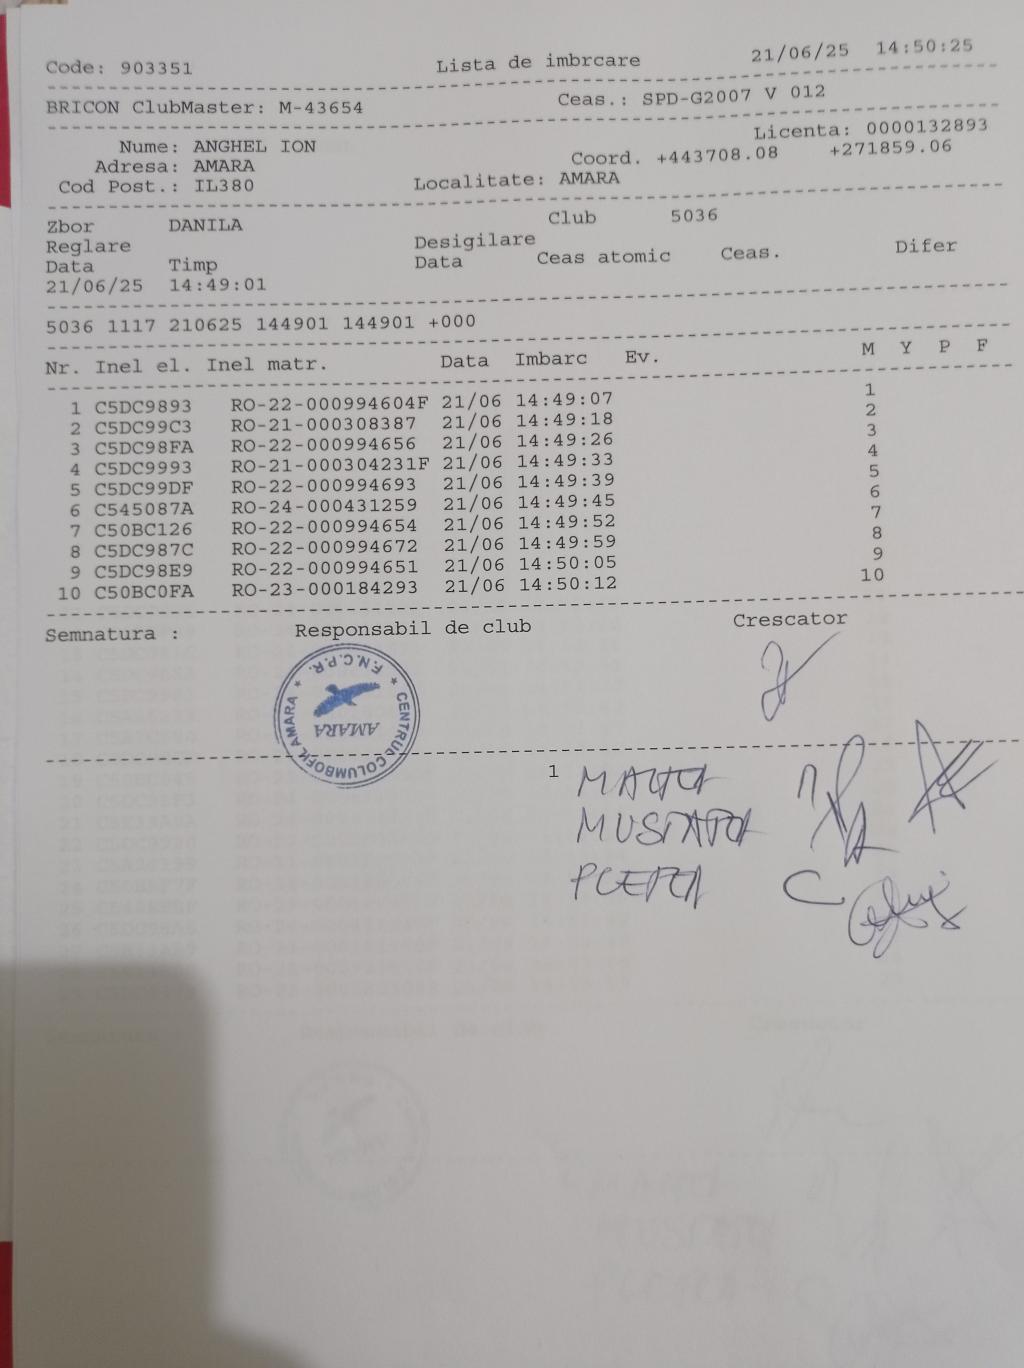 Code: 903351 Lista de imbrcare 21/06/25 14:50:25
BRICON ClubMaster: M-43654 Ceas.: SPD-G2007 V 012
Nume: ANGHEL ION Licenta: 0000132893
Adresa: AMARA Coord. +443708.08 +271859.06
Cod Post.: IL380 Localitate: AMARA
Zbor DANILA Club 5036
Reglare Desigilare
Data Timp Data Ceas atomic Ceas. Difer
21/06/25 14:49:01
5036 1117 210625 144901 144901 +000
Nr. Inel el. Inel matr. Data Imbarc Ev. M Y P F
1 C5DC9893 RO-22-000994604F 21/06 14:49:07 1
2 C5DC99C3 RO-21-000308387 21/06 14:49:18 2
3 C5DC98FA RO-22-000994656 21/06 14:49:26 3
4 C5DC9993 RO-21-000304231F 21/06 14:49:33 4
5 C5DC99DF RO-22-000994693 21/06 14:49:39 5
6 C545087A RO-24-000431259 21/06 14:49:45 6
7 C50BC126 RO-22-000994654 21/06 14:49:52 7
8 C5DC987C RO-22-000994672 21/06 14:49:59 8
9 C5DC98E9 RO-22-000994651 21/06 14:50:05 9
10 C50BC0FA RO-23-000184293 21/06 14:50:12 10
Semnatura : Responsabil de club Crescator
F.N.C.P.R.
CENTRUL COLUMBOFIL AMARA
AMARA
1
MUSTATA